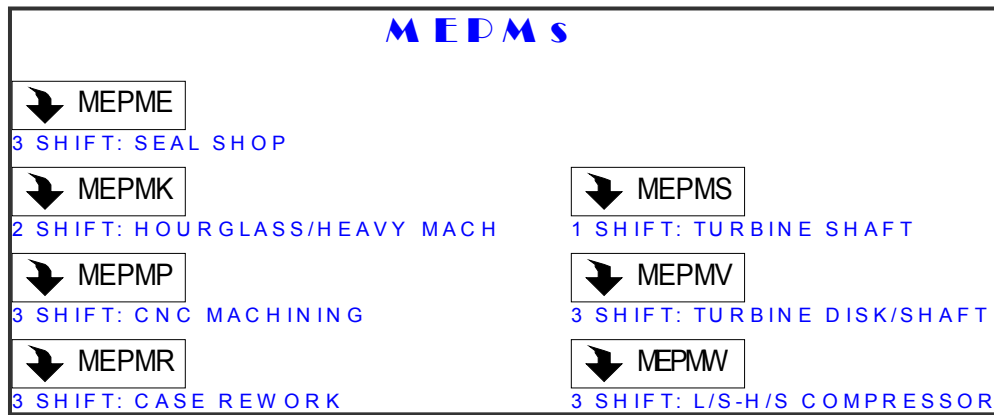 MEPMs
MEPME
3 SHIFT: SEAL SHOP
MEPMK
2 SHIFT: HOURGLASS/HEAVY MACH
MEPMP
3 SHIFT: CNC MACHINING
MEPMR
3 SHIFT: CASE REWORK
MEPMS
1 SHIFT: TURBINE SHAFT
MEPMV
3 SHIFT: TURBINE DISK/SHAFT
MEPMW
3 SHIFT: L/S-H/S COMPRESSOR